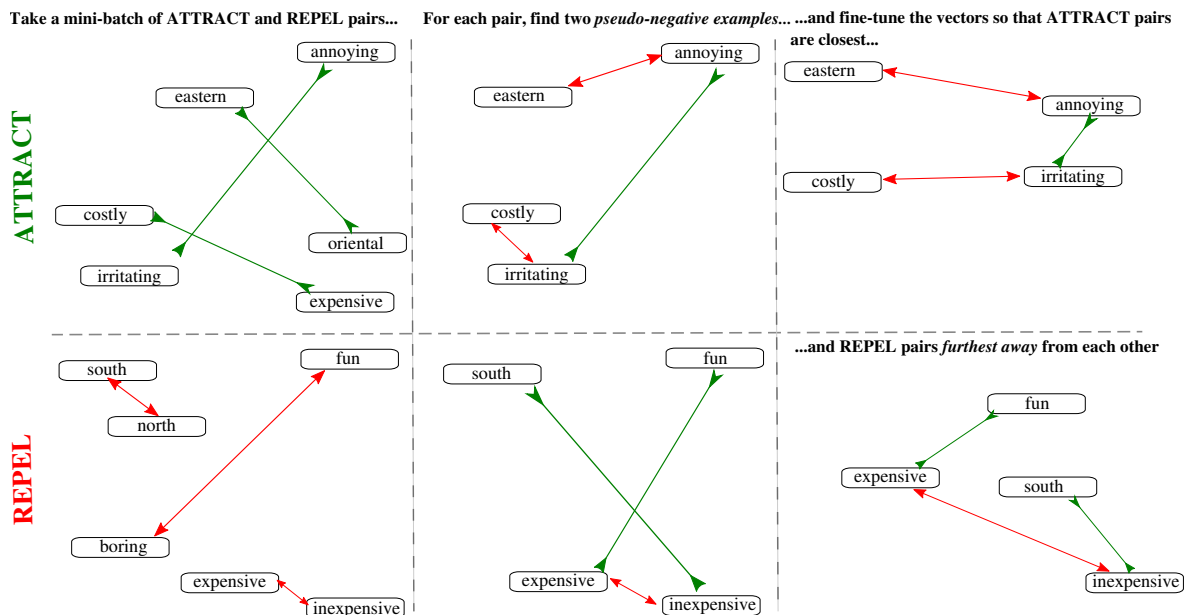 Take a mini-batch of ATTRACT and REPEL pairs...
For each pair, find two pseudo-negative examples...
...and fine-tune the vectors so that ATTRACT pairs
are closest...
ATTRACT
annoying
eastern
costly
oriental
irritating
expensive
annoying
eastern
costly
irritating
eastern
annoying
costly
irritating
REPEL
fun
south
north
boring
expensive
inexpensive
fun
south
expensive
inexpensive
...and REPEL pairs furthest away from each other
fun
expensive
south
inexpensive